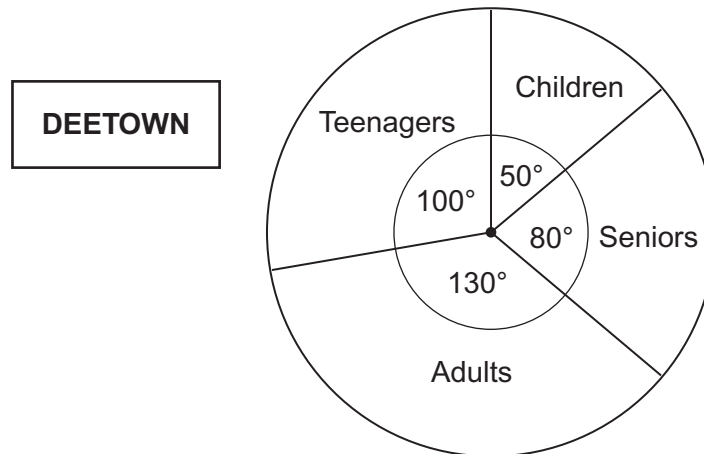 DEETOWN
Teenagers
Children
100°
50°
80°
Seniors
130°
Adults